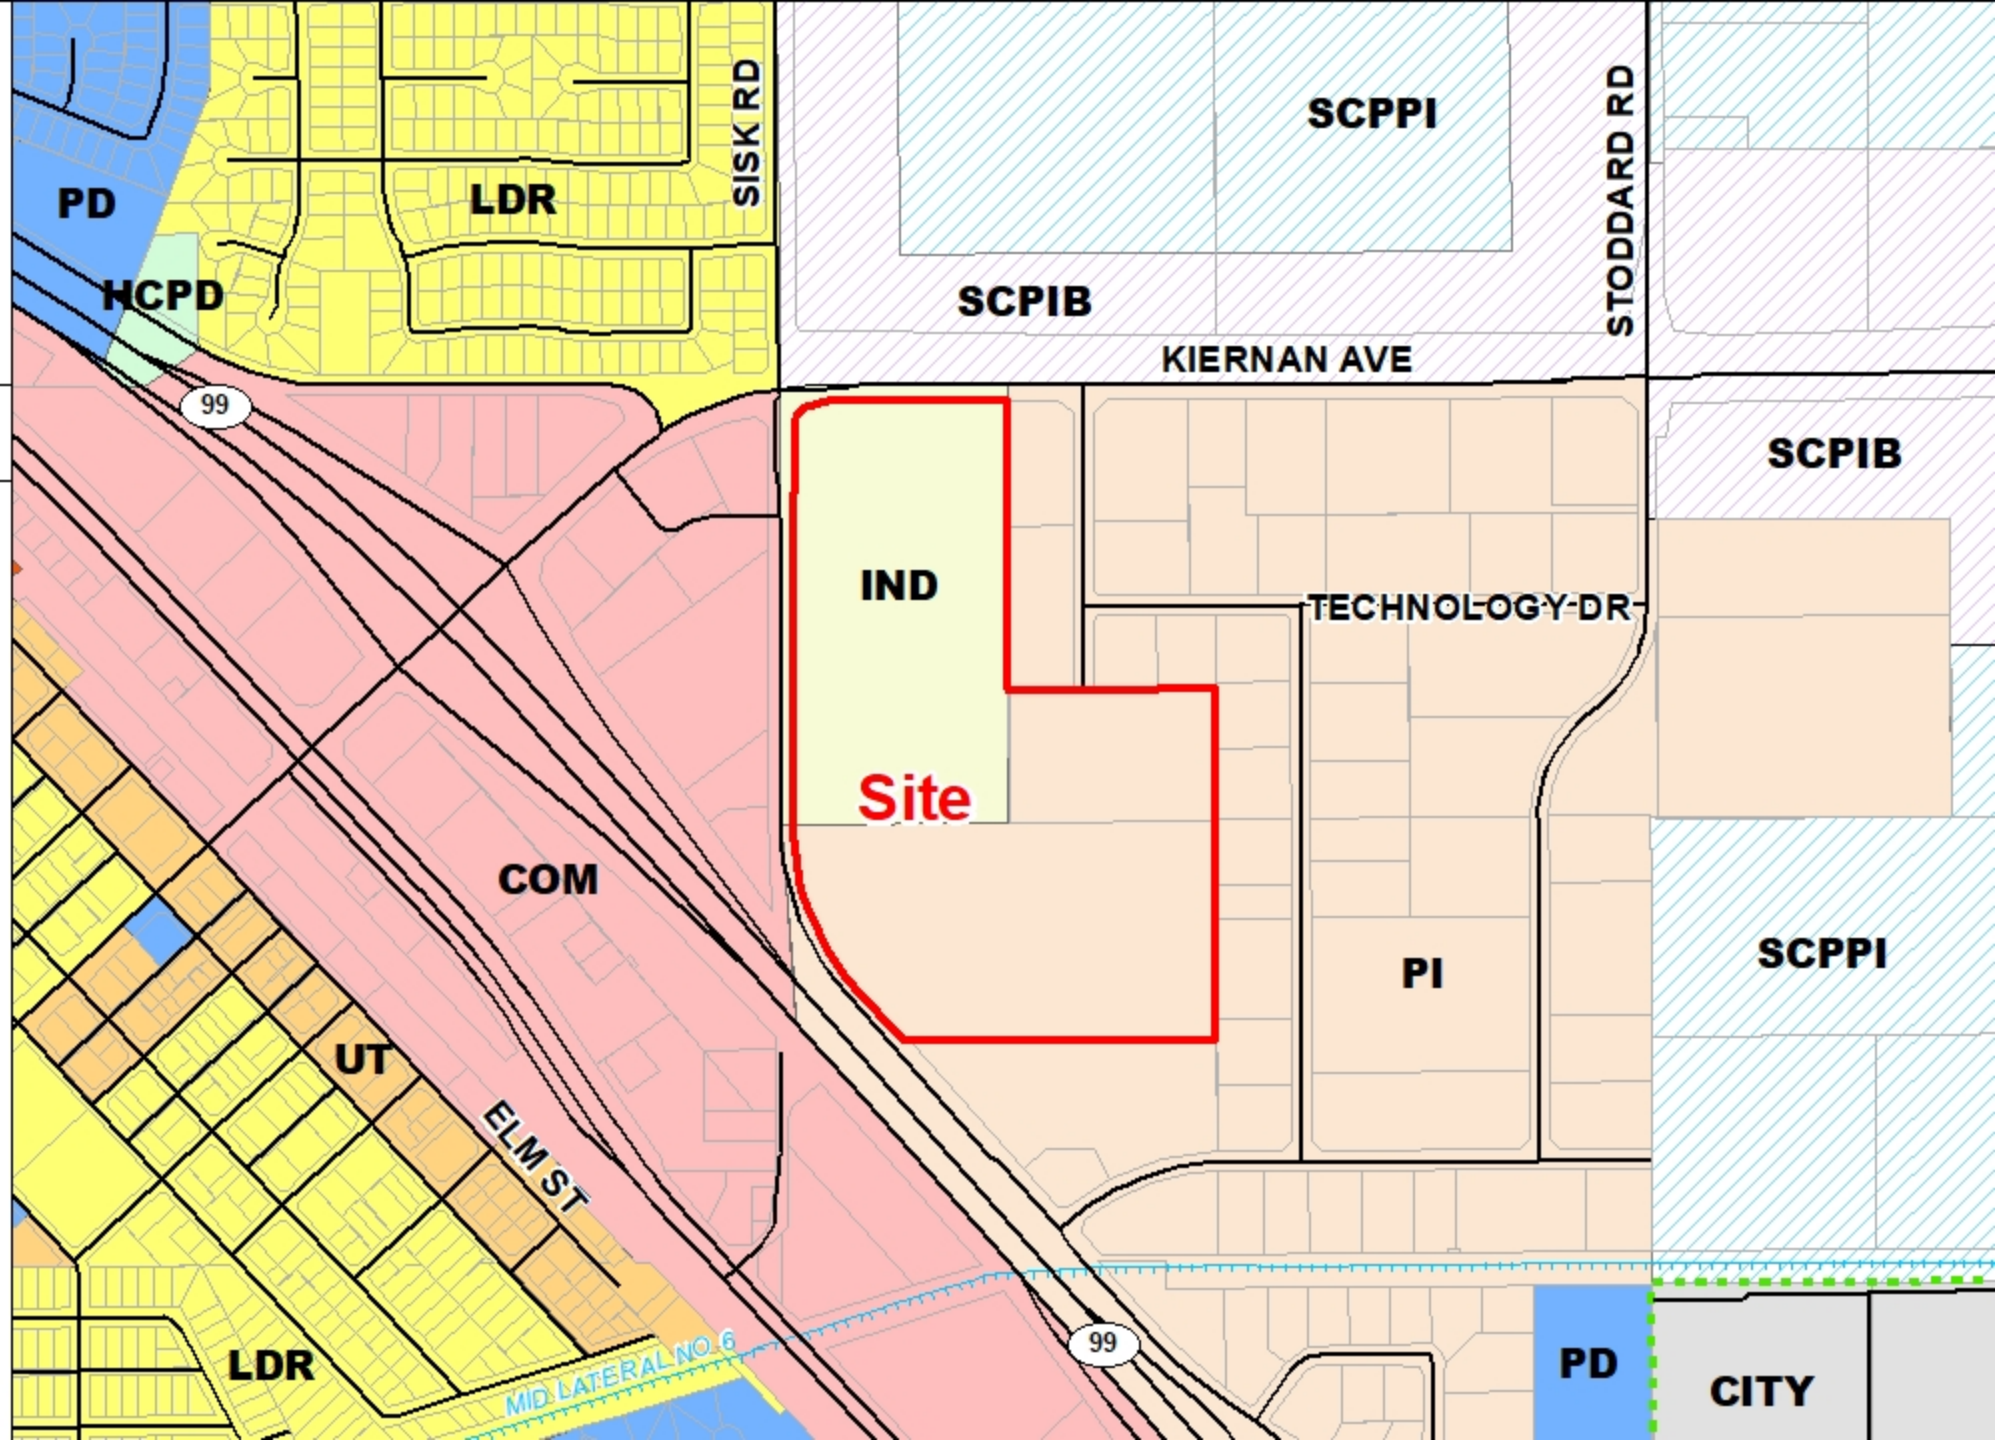 SISK RD
SCPPI
STODDARD RD
PD
LDR
HCPD
SCPIB
KIERNAN AVE
99
SCPIB
IND
TECHNOLOGY DR
Site
COM
SCPPI
PI
UT
ELM ST
99
LDR
MID LATERAL NO 6
PD
CITY